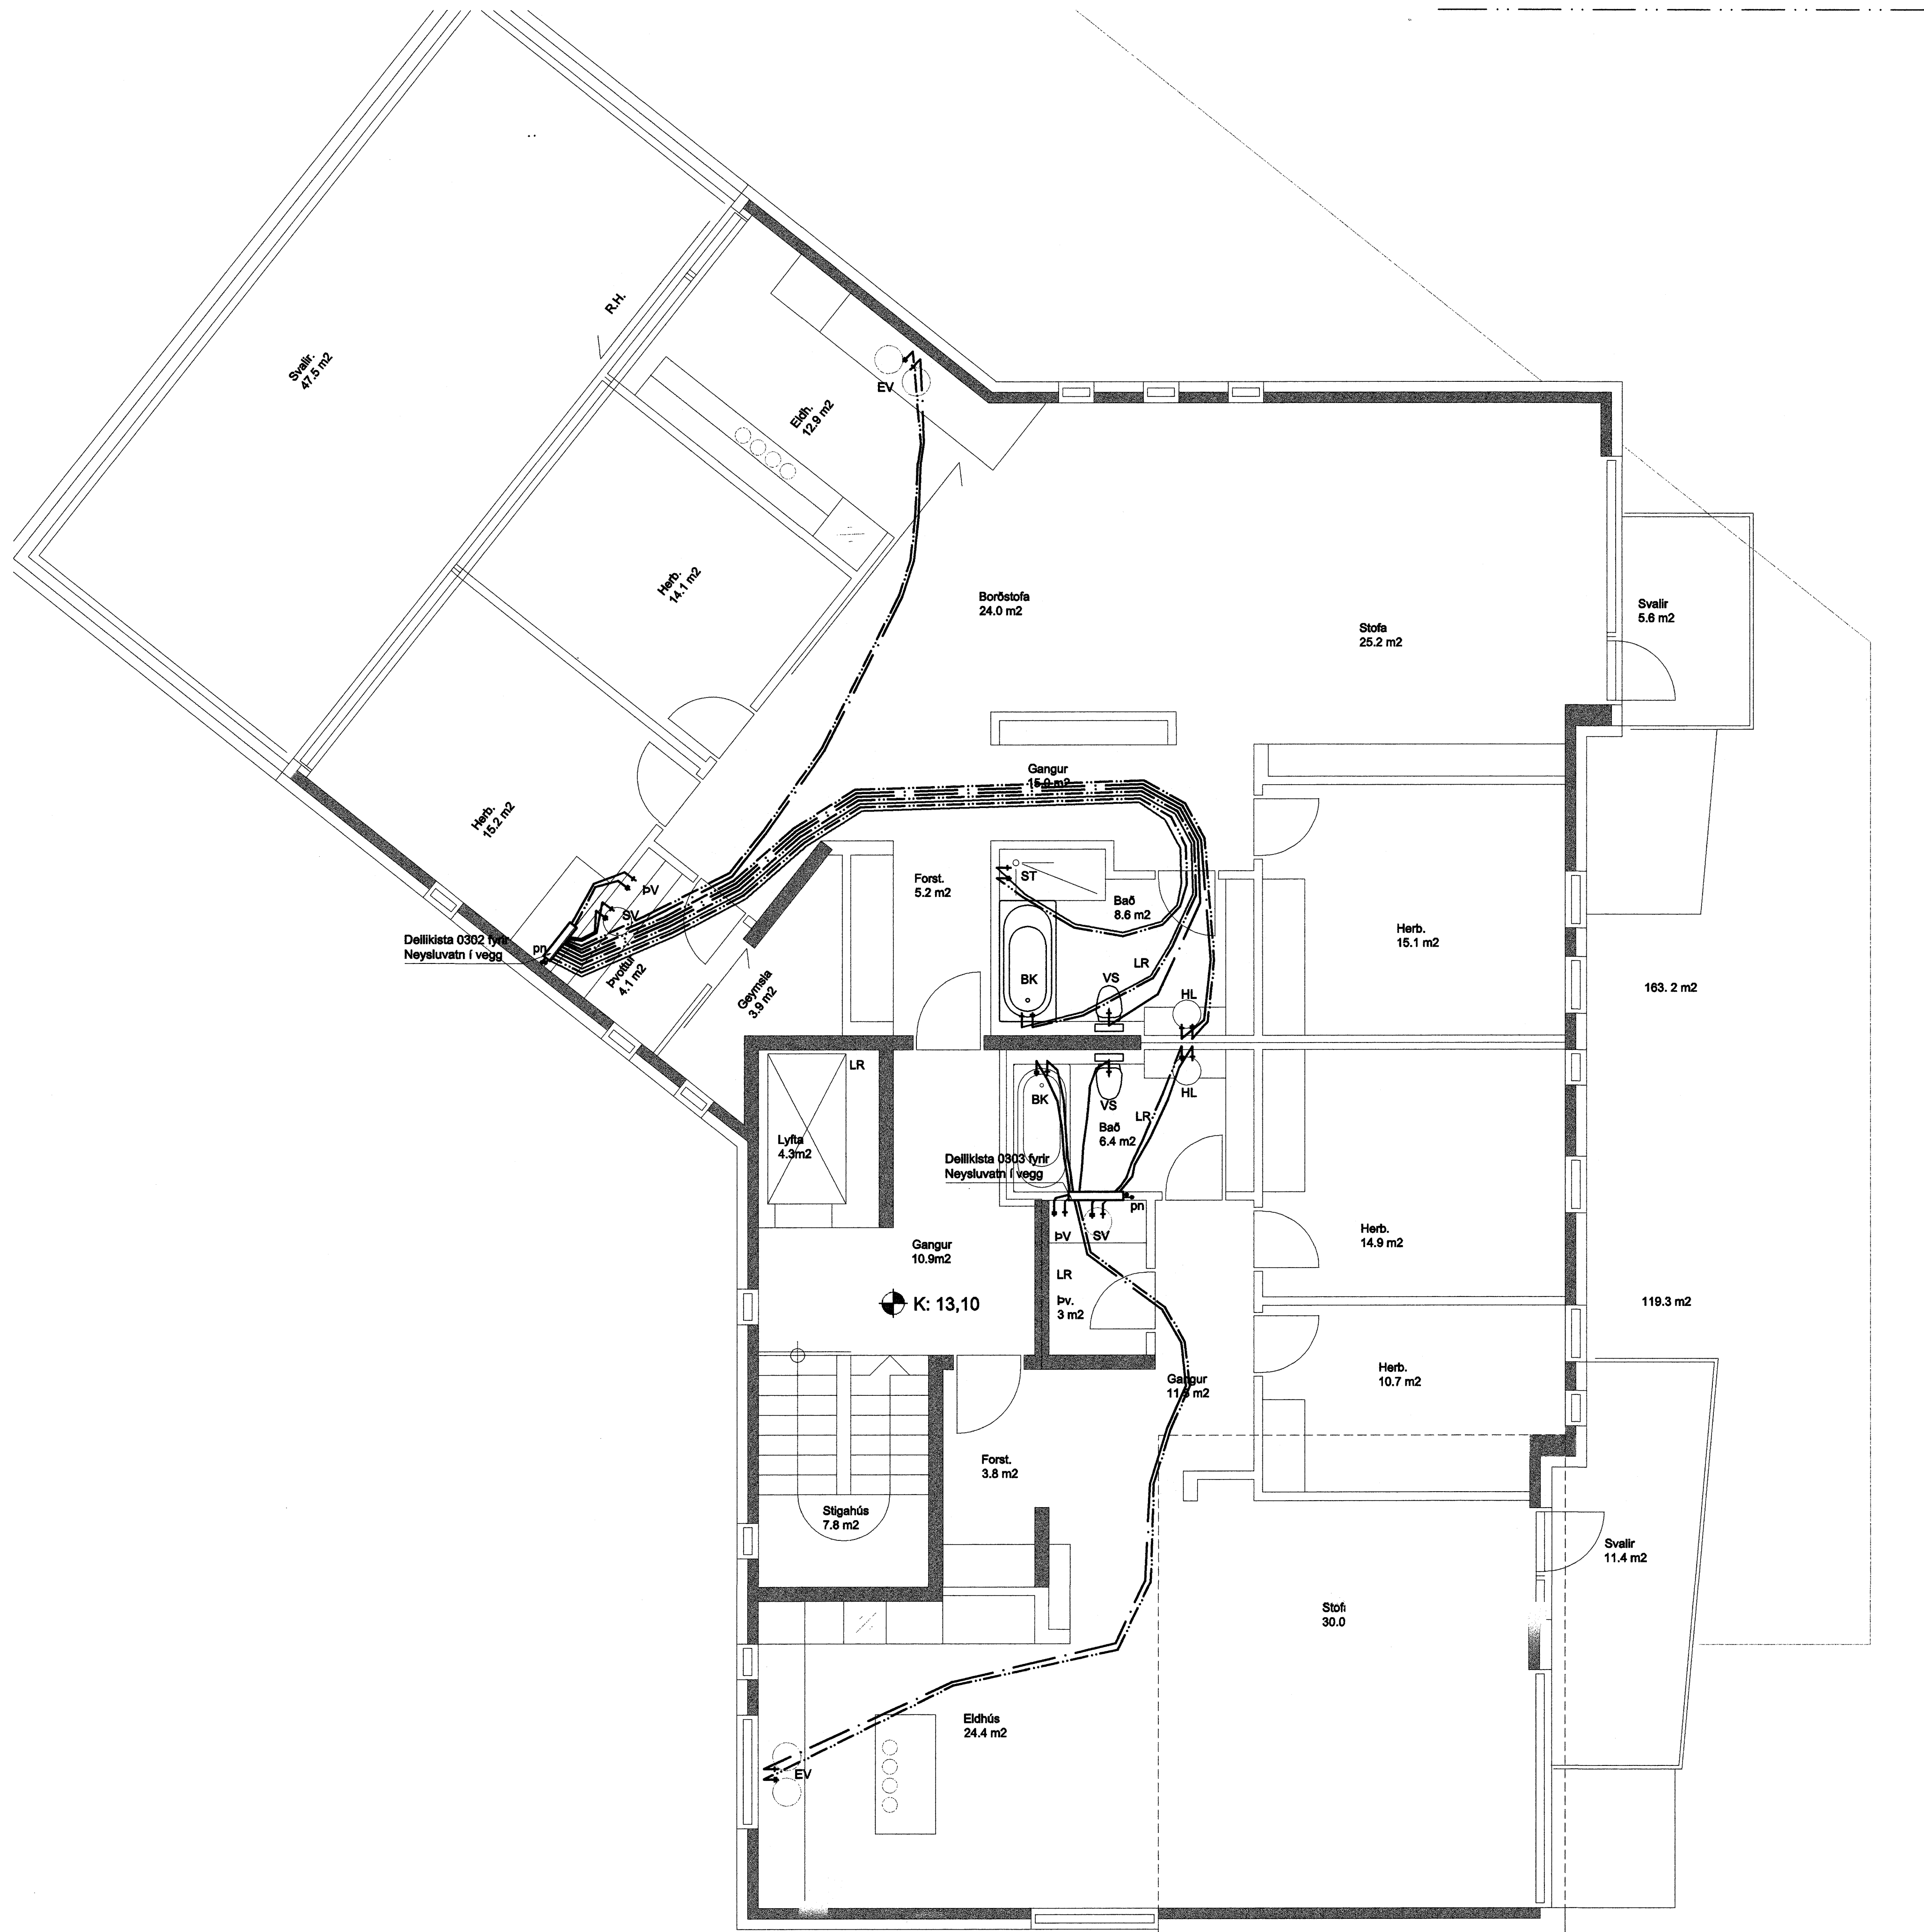 Svalir.
47.5 m2
R.H.
Eldh.
12.9 m2
EV
Herb.
14.1 m2
Borðstofa
24.0 m2
Stofa
25.2 m2
Svalir
5.6 m2
Herb.
15.2 m2
Gangur
15.9 m2
ÞV
SV
Deilikista 0302 fyrir
Neysluvatn í vegg
pn
Þvottur
4.1 m2
Geymsla
3.9 m2
Forst.
5.2 m2
ST
Bað
8.6 m2
LR
BK
VS
HL
Herb.
15.1 m2
163. 2 m2
LR
Lyfta
4.3m2
BK
VS
HL
LR
Bað
6.4 m2
Deilikista 0303 fyrir
Neysluvatn í vegg
pn
ÞV
SV
LR
Þv.
3 m2
Gangur
10.9m2
K: 13,10
Herb.
14.9 m2
119.3 m2
Herb.
10.7 m2
Gangur
m2
Forst.
3.8 m2
Stigahús
7.8 m2
Svalir
11.4 m2
Stof
30.0
Eldhús
24.4 m2
EV